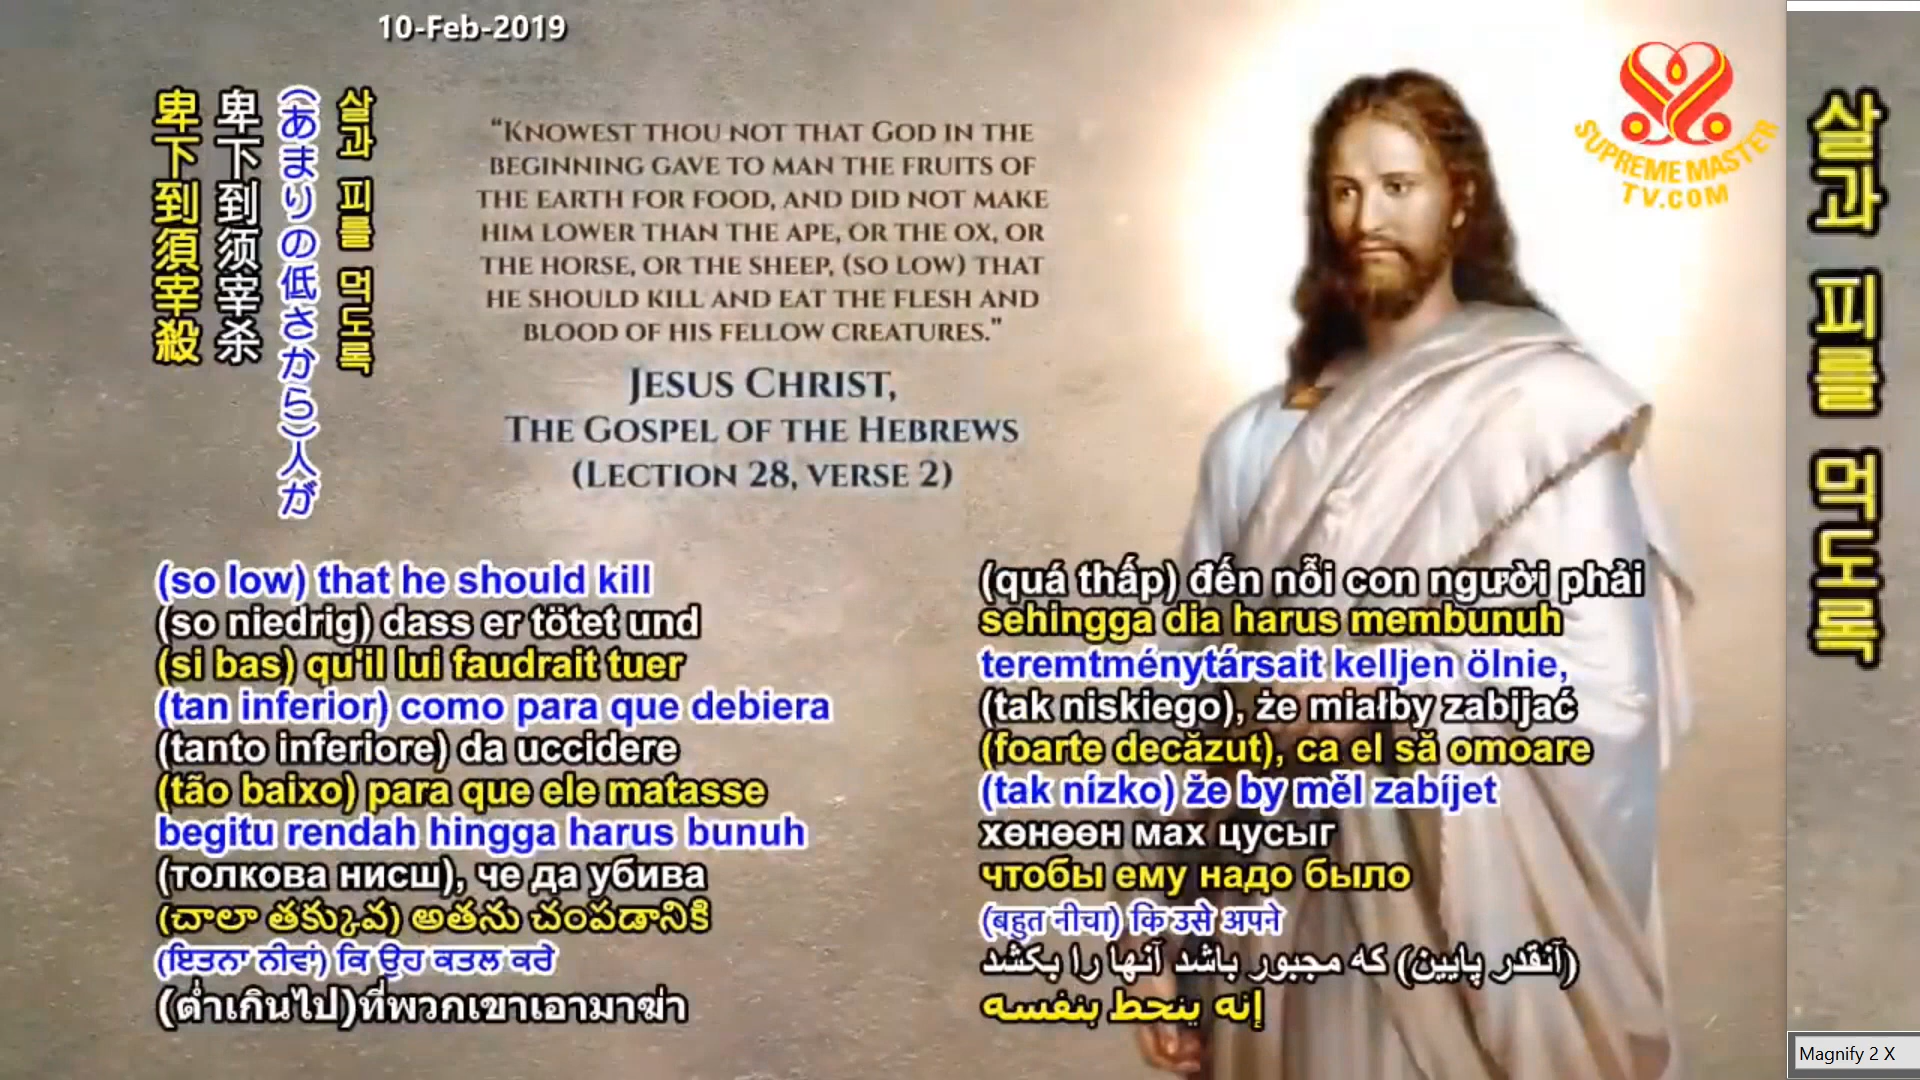 10-Feb-2019
卑下到須宰殺
卑下到须宰杀
(あまりの低さから)人が
살과 피를 먹도록
“KNOWEST THOU NOT THAT GOD IN THE
BEGINNING GAVE TO MAN THE FRUITS OF
THE EARTH FOR FOOD, AND DID NOT MAKE
HIM LOWER THAN THE APE, OR THE OX, OR
THE HORSE, OR THE SHEEP, (SO LOW) THAT
HE SHOULD KILL AND EAT THE FLESH AND
BLOOD OF HIS FELLOW CREATURES.”
JESUS CHRIST,
THE GOSPEL OF THE HEBREWS
(LECTION 28, VERSE 2)
SUPREME MASTER
TV.COM
살과 피를 먹도록
(so low) that he should kill
(so niedrig) dass er tötet und
(si bas) qu'il lui faudrait tuer
(tan inferior) como para que debiera
(tanto inferiore) da uccidere
(tão baixo) para que ele matasse
begitu rendah hingga harus bunuh
(толкова нисш), че да убива
(చాలా తక్కువ) అతను చంపడానికి
(ਇਤਨਾ ਨੀਵਾਂ) ਕਿ ਉਹ ਕਤਲ ਕਰੇ
(ต่ำเกินไป)ที่พวกเขาเอามาฆ่า
(quá thấp) đến nỗi con người phải
sehingga dia harus membunuh
teremtménytársait kelljen ölnie,
(tak niskiego), że miałby zabijać
(foarte decăzut), ca el să omoare
(tak nízko) že by měl zabíjet
хөнөөн мах цусыг
чтобы ему надо было
(बहुत नीचा) कि उसे अपने
(آنقدر پایین) که مجبور باشد آنها را بکشد
إنه ينحط بنفسه
Magnify 2 X